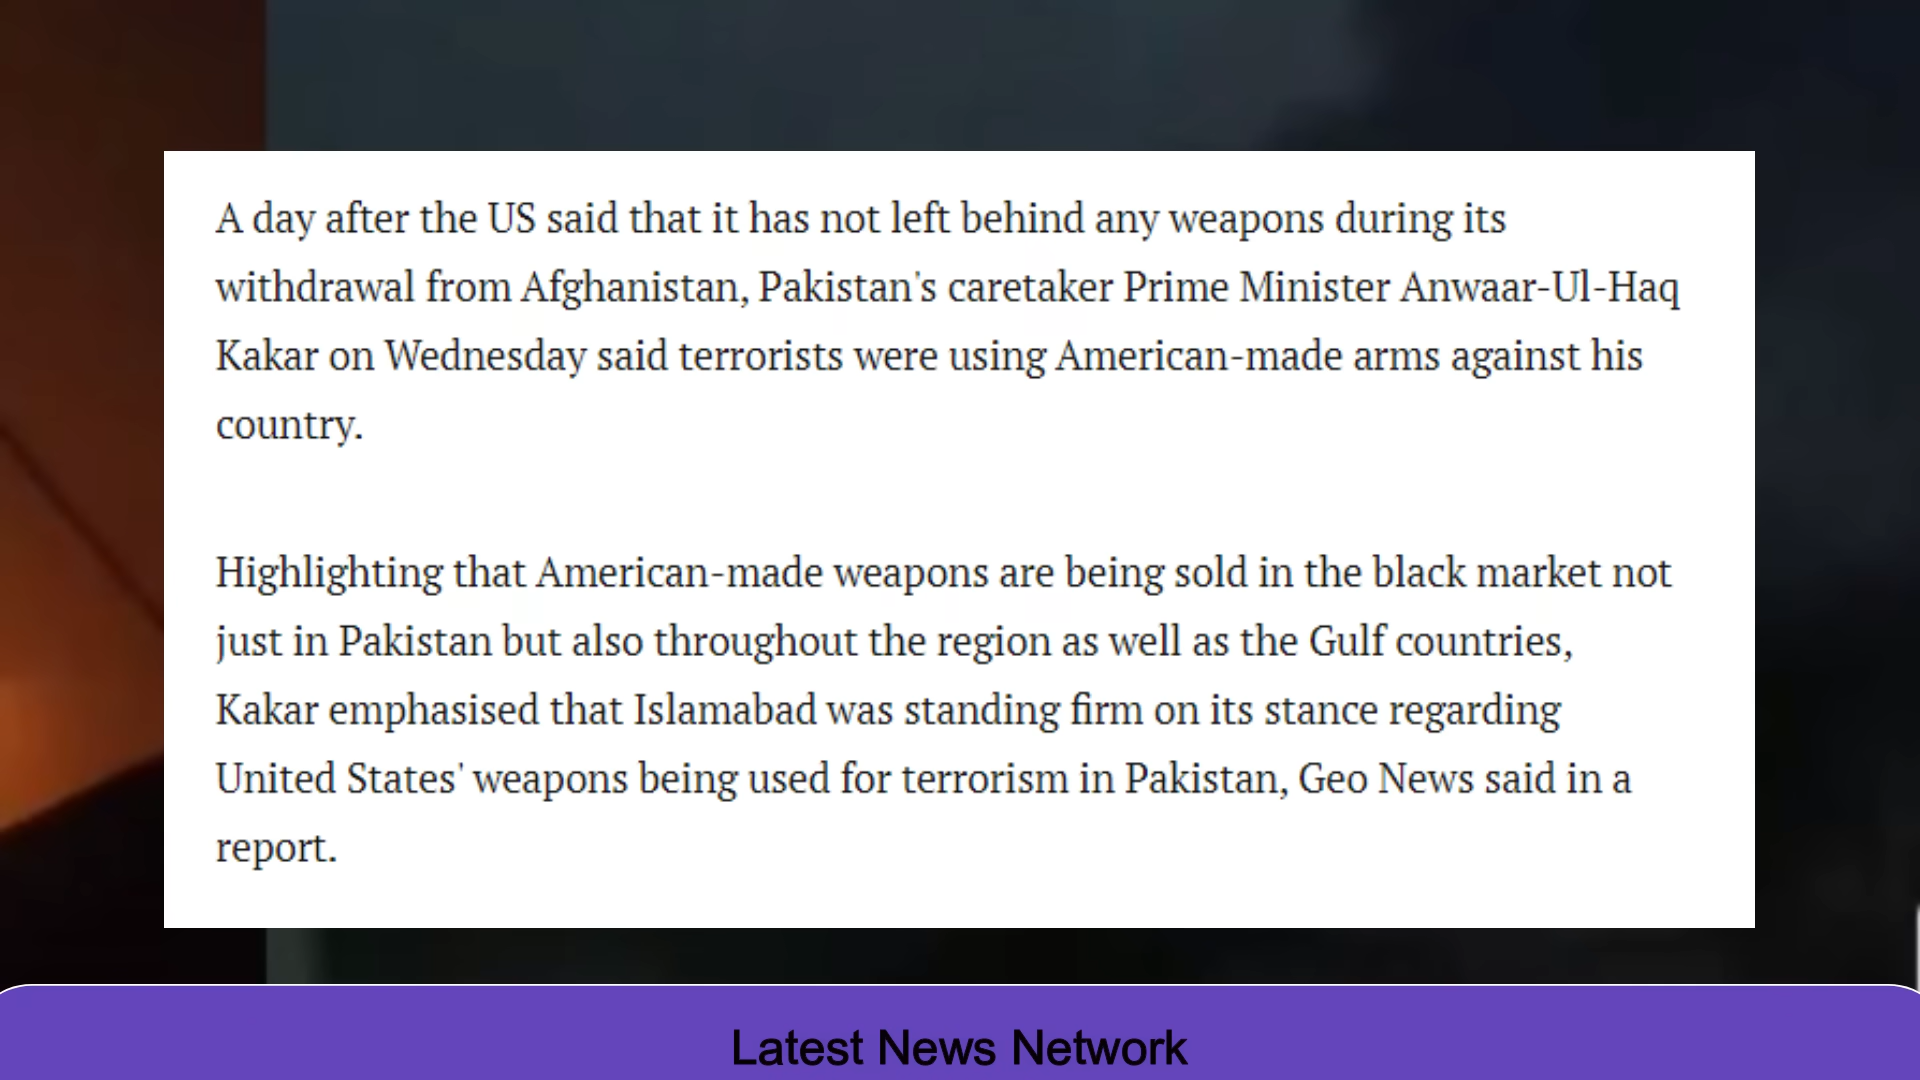 A day after the US said that it has not left behind any weapons during its
withdrawal from Afghanistan, Pakistan's caretaker Prime Minister Anwaar-Ul-Haq
Kakar on Wednesday said terrorists were using American-made arms against his
country.
Highlighting that American-made weapons are being sold in the black market not
just in Pakistan but also throughout the region as well as the Gulf countries,
Kakar emphasised that Islamabad was standing firm on its stance regarding
United States' weapons being used for terrorism in Pakistan, Geo News said in a
report.
Latest News Network